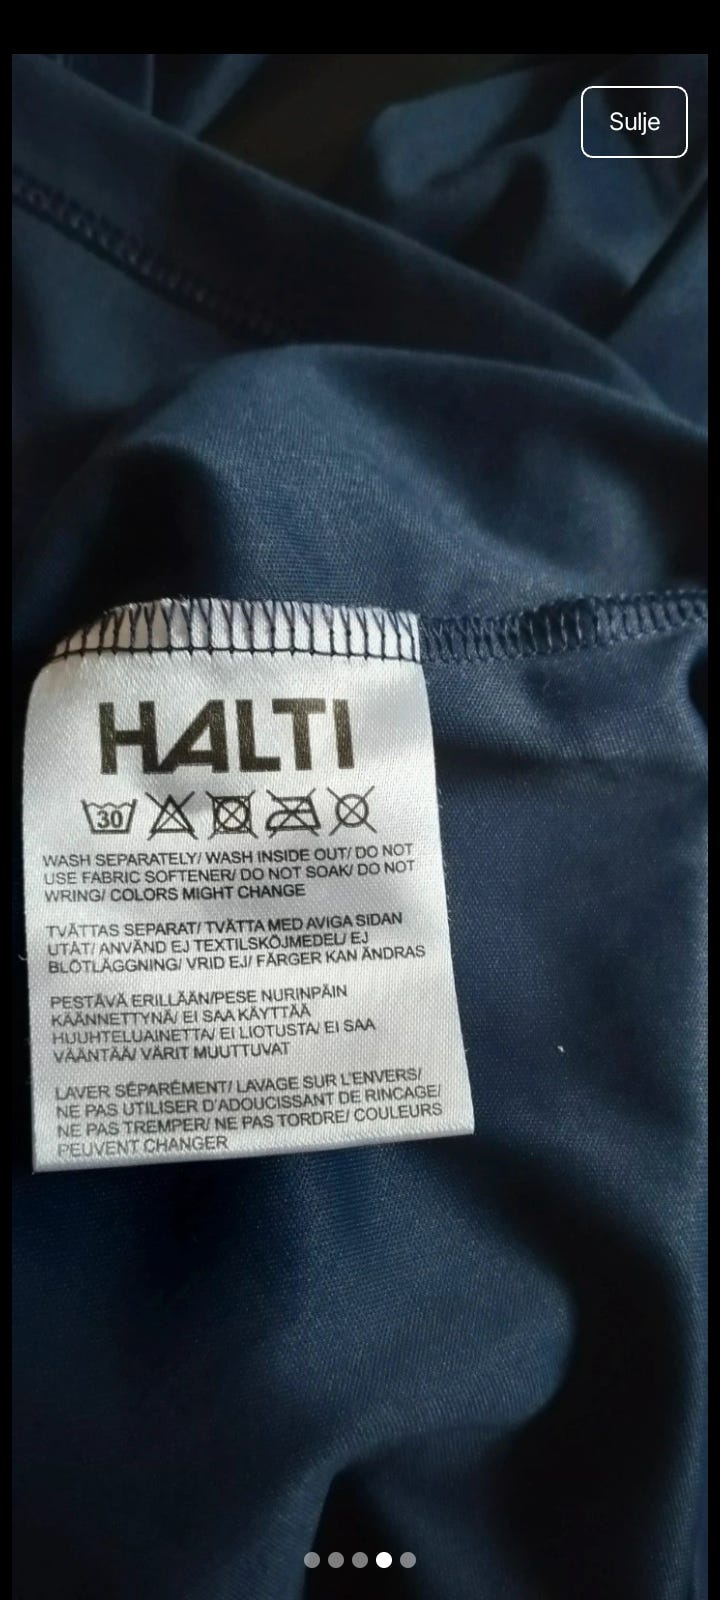 Sulje
HALTI
30
WASH SEPARATELY/ WASH INSIDE OUT/ DO NOT
USE FABRIC SOFTENER/ DO NOT SOAK/ DO NOT
WRING/ COLORS MIGHT CHANGE
TVÄTTAS SEPARAT/ TVÄTTA MED AVIGA SIDAN
UTÅT/ ANVÄND EJ TEXTILSKÖJMEDEL/ EJ
BLÖTLÄGGNING/ VRID EJ/ FÄRGER KAN ÄNDRAS
PESTÄVÄ ERILLÄÄN/PESE NURINPÄIN
KÄÄNNETTYNÄ/ EI SAA KÄYTTÄÄ
HUUHTELUAINETTA/ EI LIOTUSTA/ EI SAA
VÄÄNTÄÄ/ VÄRIT MUUTTUVAT
LAVER SÉPARÉMENT/ LAVAGE SUR L'ENVERS/
NE PAS UTILISER D'ADOUCISSANT DE RINCAGE/
NE PAS TREMPER/ NE PAS TORDRE/ COULEURS
PEUVENT CHANGER